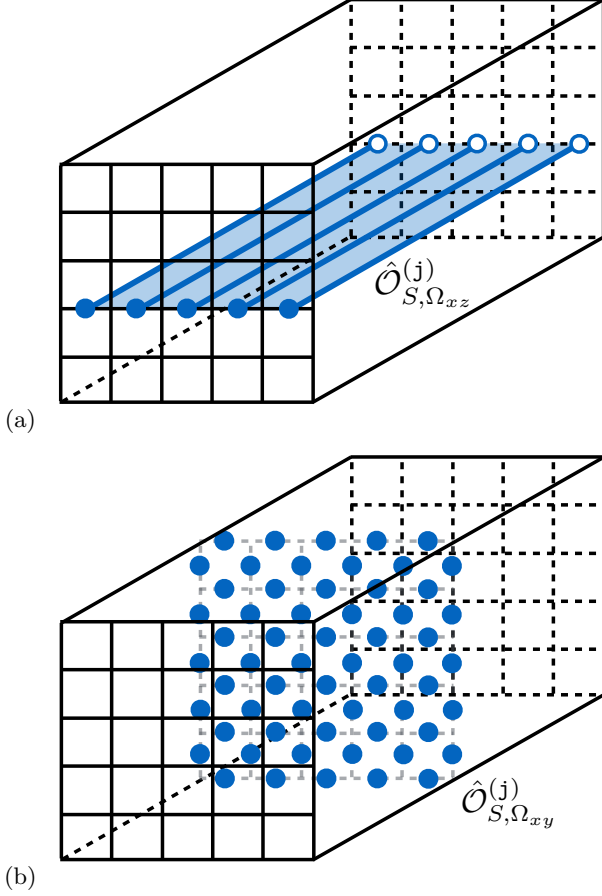 $\hat{\mathcal{O}}^{(\mathtt{j})}_{S,\Omega_{xz}}$
(a)
$\hat{\mathcal{O}}^{(\mathtt{j})}_{S,\Omega_{xy}}$
(b)